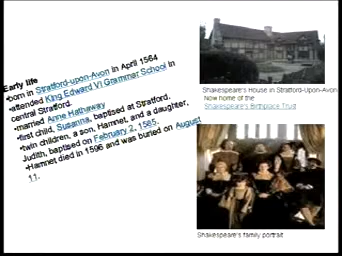 Early life
•born in Stratford-upon-Avon in April 1564
•attended King Edward VI Grammar School in
central Stratford.
•married Anne Hathaway
•first child, Susanna, baptised at Stratford.
•twin children, a son, Hamnet, and a daughter,
Judith, baptised on February 2, 1585.
•Hamnet died in 1596 and was buried on August
11.
Shakespeare's House in Stratford-Upon-Avon
Now home of the
Shakespeare's Birthplace Trust
Shakespeare's family portrait